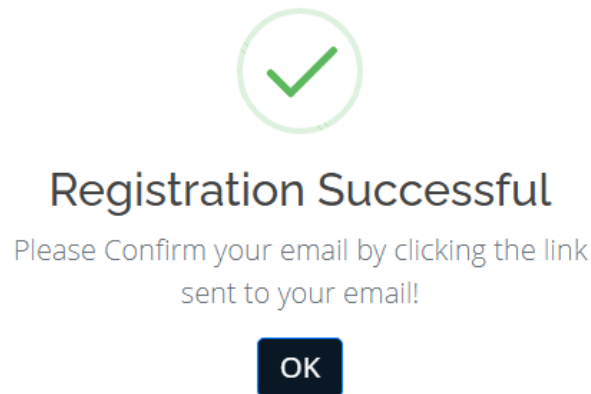 Registration Successful
Please Confirm your email by clicking the link
sent to your email!
OK